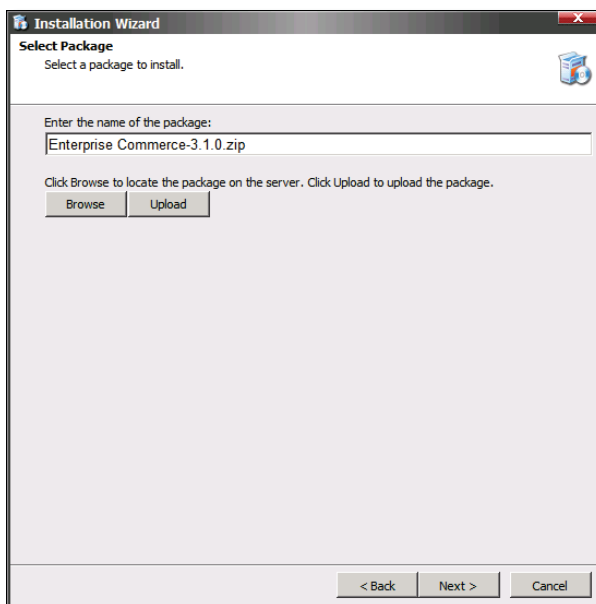 Installation Wizard
Select Package
Select a package to install.
Enter the name of the package:
Enterprise Commerce-3.1.0.zip
Click Browse to locate the package on the server. Click Upload to upload the package.
Browse Upload
< Back Next > Cancel